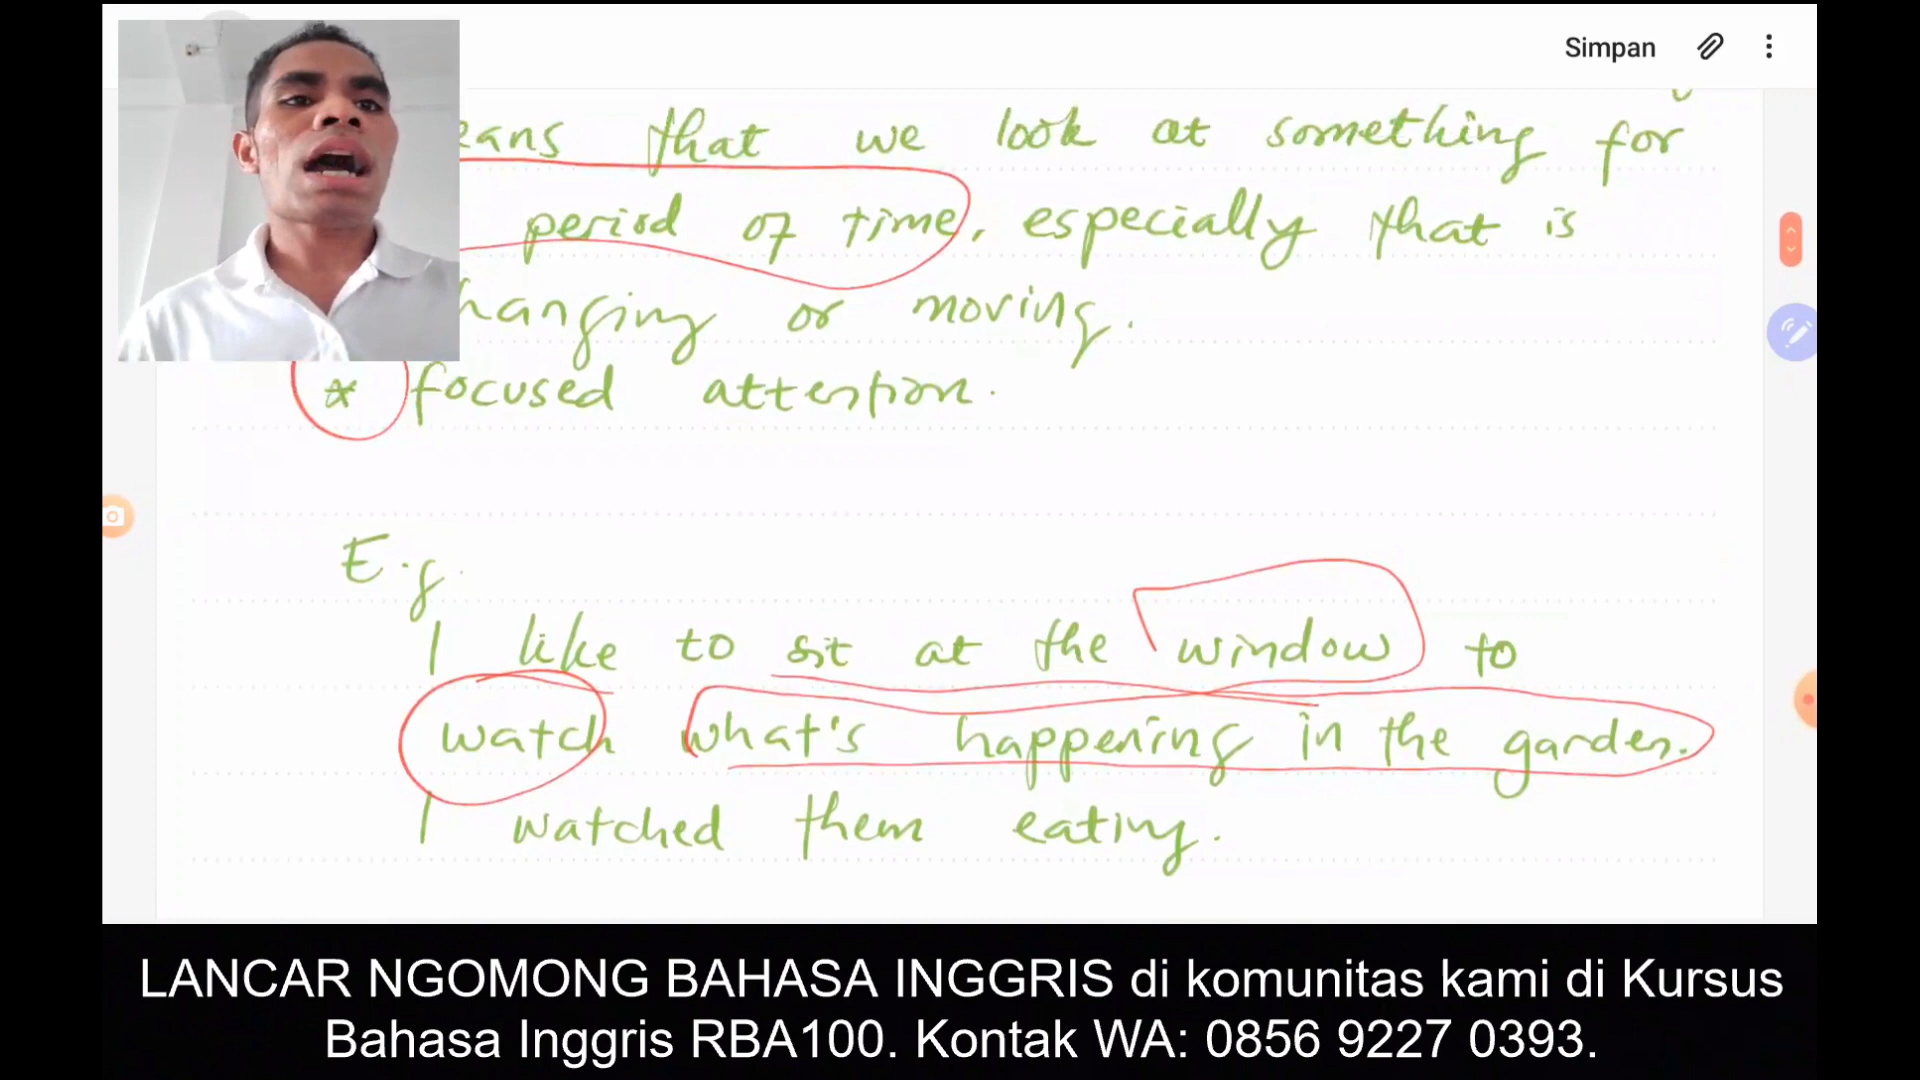 Simpan
eans that we look at something for
period of time, especially that is
hanging or moving.
* focused attention.
E.g.
I like to sit at the window to
watch what's happening in the garden.
I watched them eating.
LANCAR NGOMONG BAHASA INGGRIS di komunitas kami di Kursus
Bahasa Inggris RBA100. Kontak WA: 0856 9227 0393.